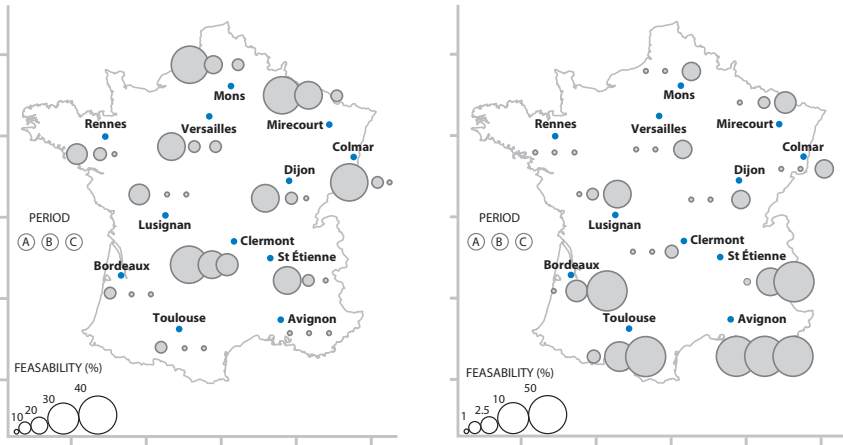 Mons
Versailles
Rennes
Mirecourt
Colmar
Dijon
Lusignan
PERIOD
A B C
Clermont
St Étienne
Bordeaux
Toulouse
Avignon
FEASABILITY (%)
10 20 30 40
Mons
Versailles
Rennes
Mirecourt
Colmar
Dijon
Lusignan
PERIOD
A B C
Clermont
St Étienne
Bordeaux
Toulouse
Avignon
FEASABILITY (%)
1 2.5 10 50